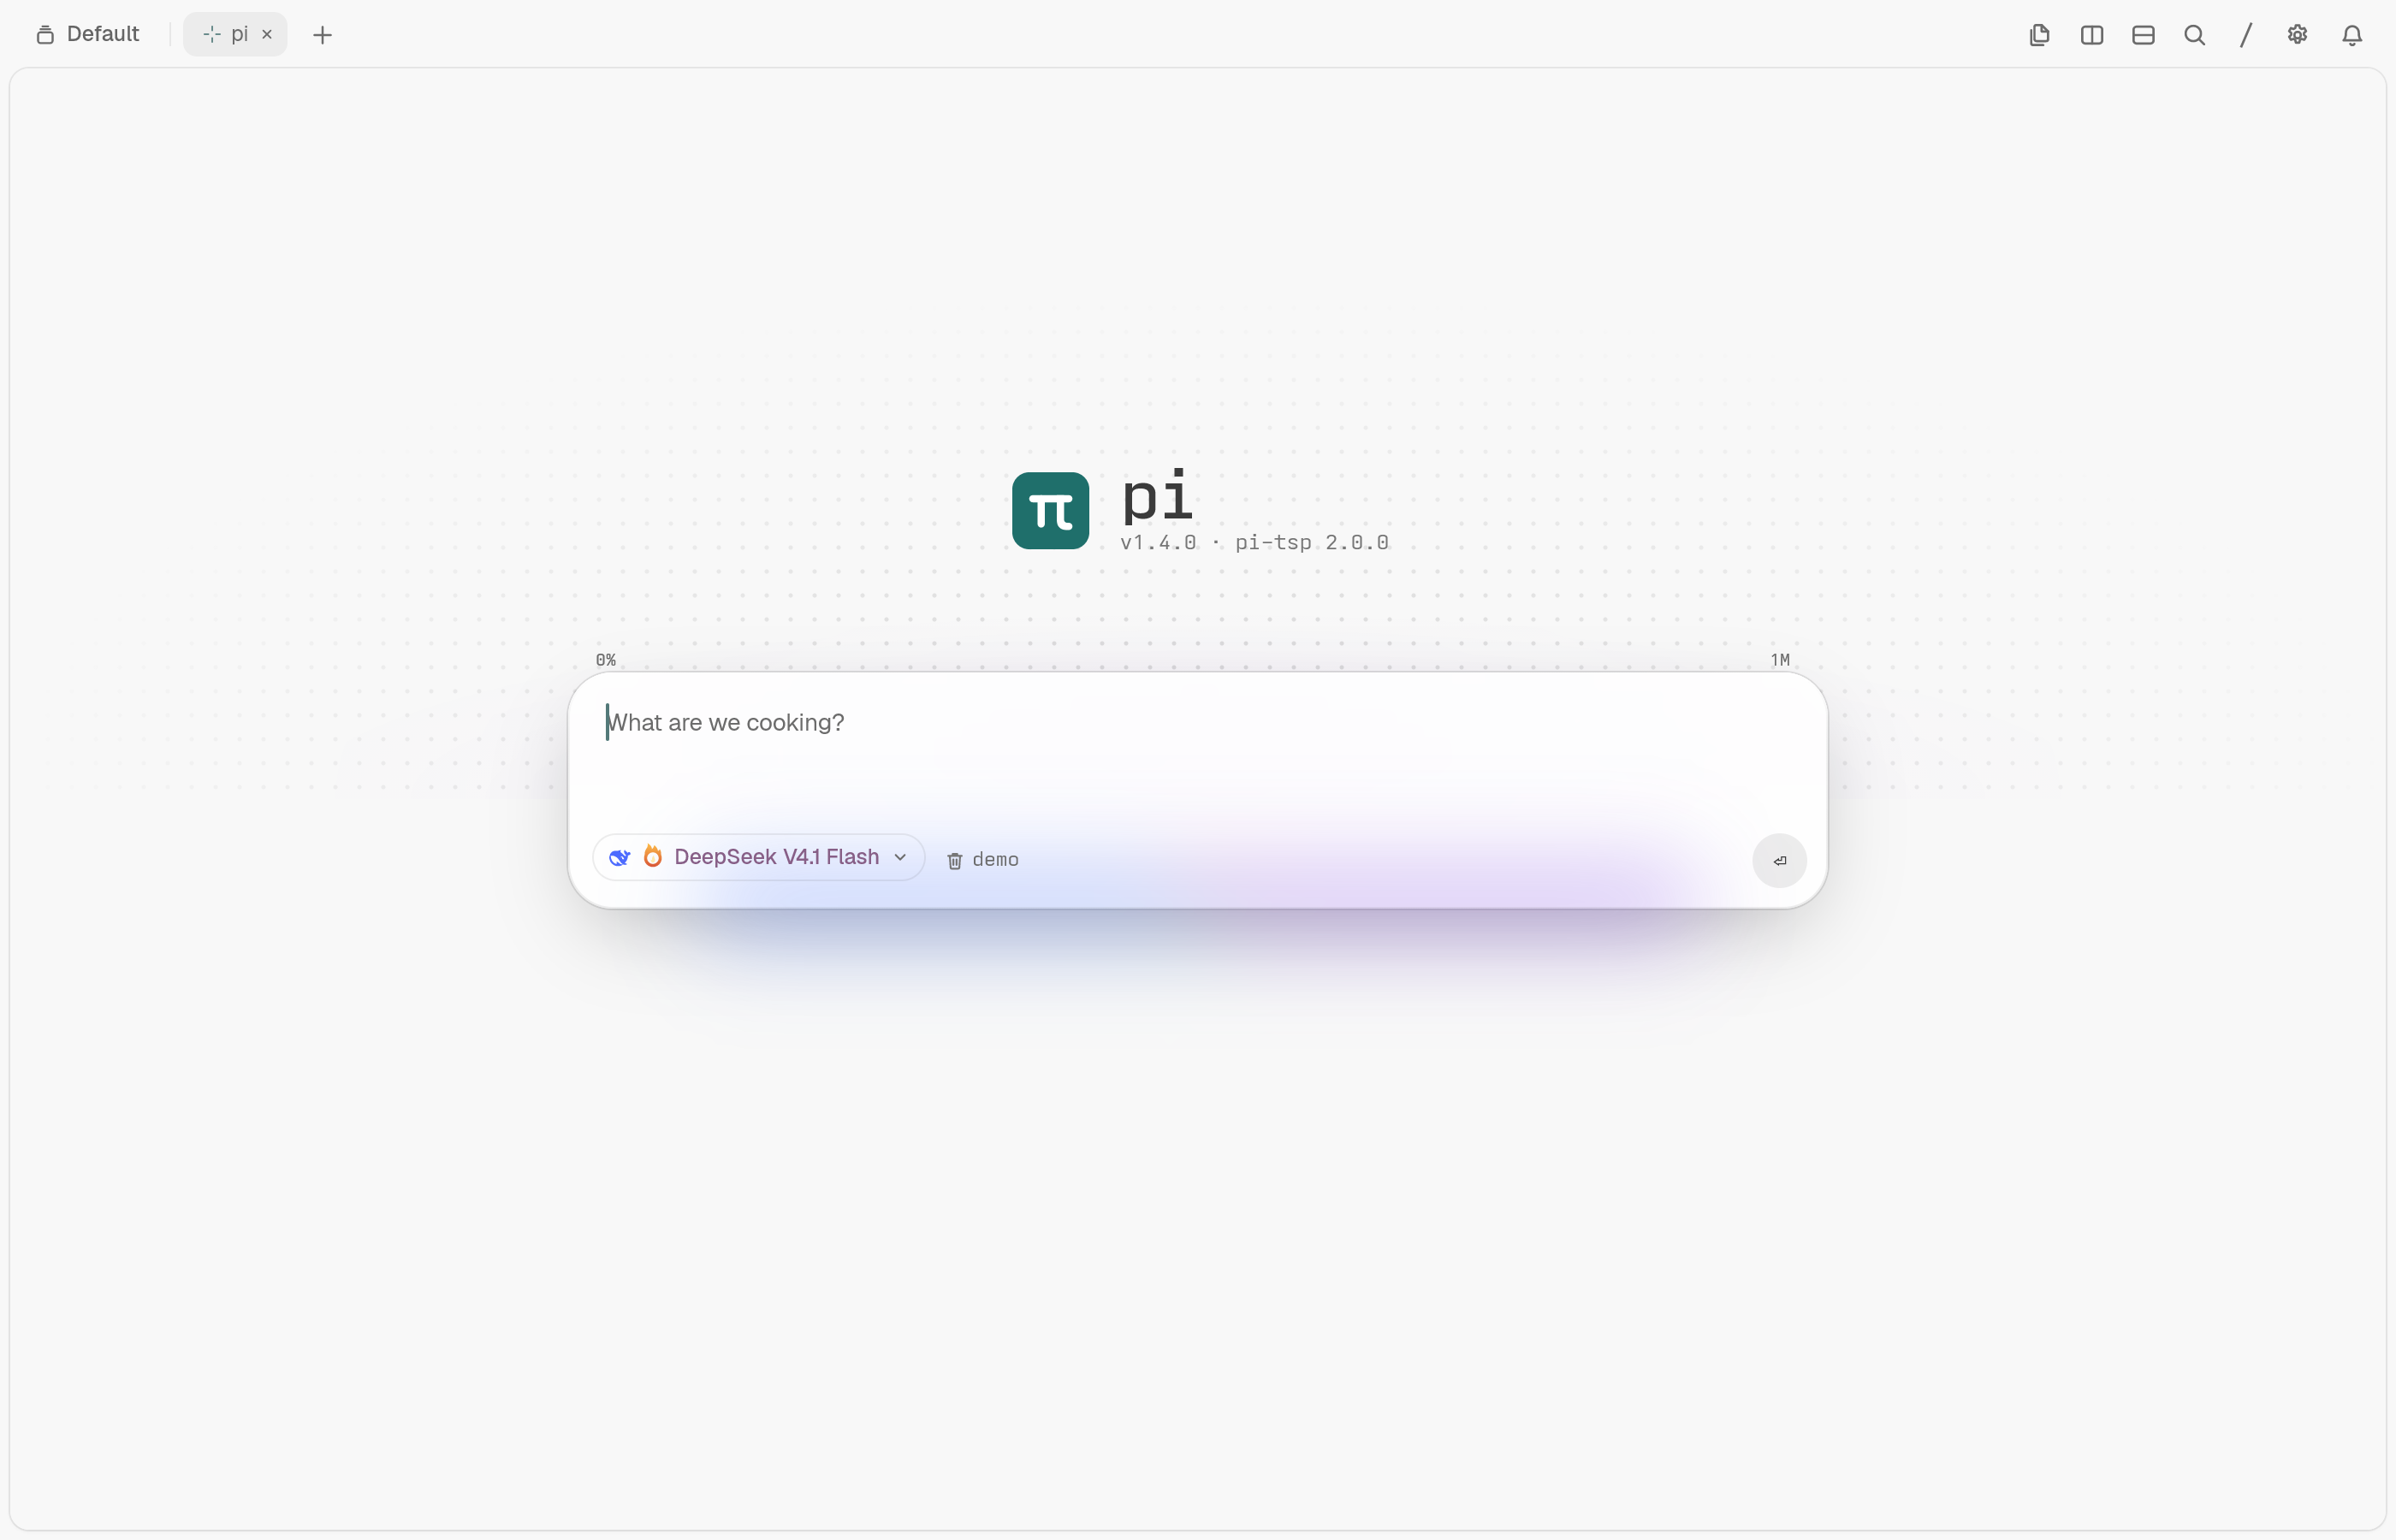 Default
pi
pi
v1.4.0 · pi-tsp 2.0.0
0%
1M
What are we cooking?
DeepSeek V4.1 Flash
demo